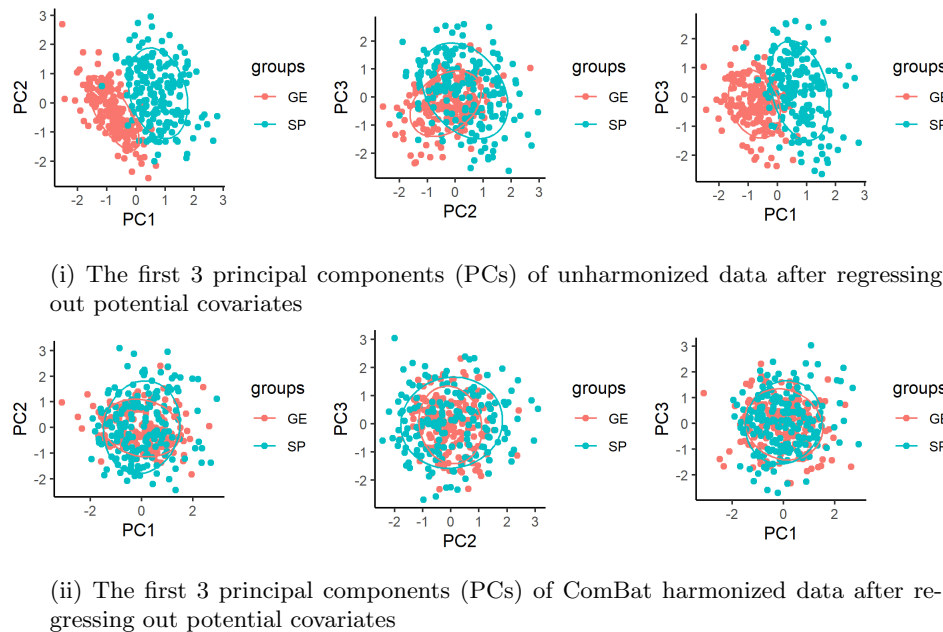 3
2
1
0
-1
-2
PC2
-2 -1 0 1 2 3
PC1
groups
GE
SP
2
1
0
-1
-2
PC3
-2 -1 0 1 2 3
PC2
groups
GE
SP
2
1
0
-1
-2
PC3
-2 -1 0 1 2 3
PC1
groups
GE
SP
(i) The first 3 principal components (PCs) of unharmonized data after regressing
out potential covariates
3
2
1
0
-1
-2
PC2
-2 0 2
PC1
groups
GE
SP
3
2
1
0
-1
-2
PC3
-2 -1 0 1 2 3
PC2
groups
GE
SP
3
2
1
0
-1
-2
PC3
-2 0 2
PC1
groups
GE
SP
(ii) The first 3 principal components (PCs) of ComBat harmonized data after re-
gressing out potential covariates